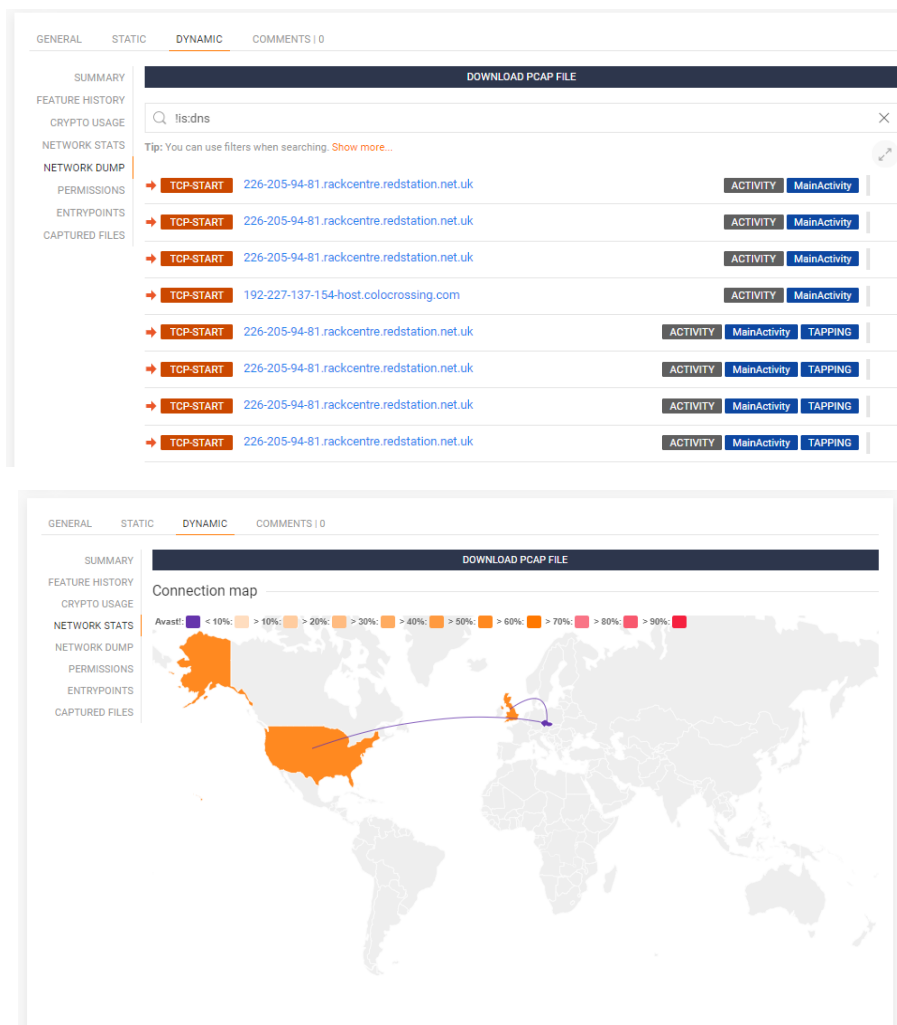 GENERAL STATIC DYNAMIC COMMENTS | 0
SUMMARY
FEATURE HISTORY
CRYPTO USAGE
NETWORK STATS
NETWORK DUMP
PERMISSIONS
ENTRYPOINTS
CAPTURED FILES
DOWNLOAD PCAP FILE
!is:dns
Tip: You can use filters when searching. Show more...
TCP-START 226-205-94-81.rackcentre.redstation.net.uk ACTIVITY MainActivity
TCP-START 226-205-94-81.rackcentre.redstation.net.uk ACTIVITY MainActivity
TCP-START 226-205-94-81.rackcentre.redstation.net.uk ACTIVITY MainActivity
TCP-START 192-227-137-154-host.colocrossing.com ACTIVITY MainActivity
TCP-START 226-205-94-81.rackcentre.redstation.net.uk ACTIVITY MainActivity TAPPING
TCP-START 226-205-94-81.rackcentre.redstation.net.uk ACTIVITY MainActivity TAPPING
TCP-START 226-205-94-81.rackcentre.redstation.net.uk ACTIVITY MainActivity TAPPING
TCP-START 226-205-94-81.rackcentre.redstation.net.uk ACTIVITY MainActivity TAPPING
GENERAL STATIC DYNAMIC COMMENTS | 0
SUMMARY
FEATURE HISTORY
CRYPTO USAGE
NETWORK STATS
NETWORK DUMP
PERMISSIONS
ENTRYPOINTS
CAPTURED FILES
DOWNLOAD PCAP FILE
Connection map
Avast!: < 10%: > 10%: > 20%: > 30%: > 40%: > 50%: > 60%: > 70%: > 80%: > 90%: